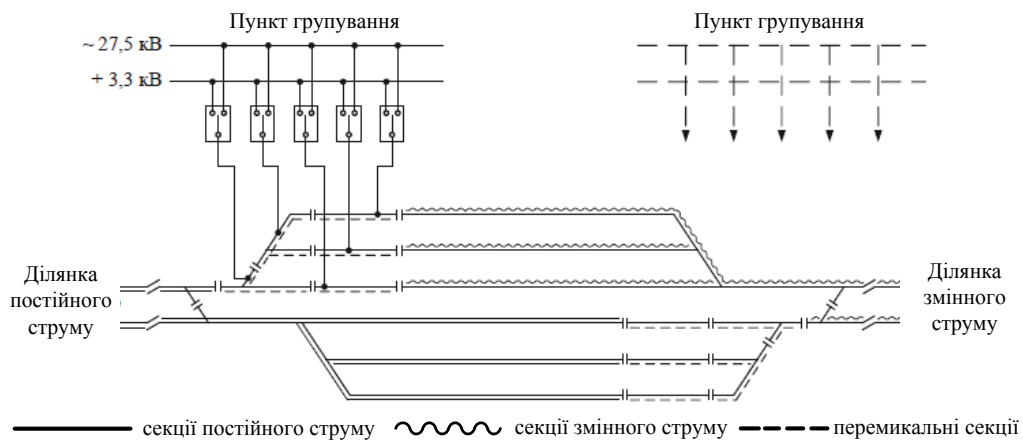 Пункт групування
Пункт групування
~ 27,5 кВ
+ 3,3 кВ
Ділянка
постійного
струму
Ділянка
змінного
струму
секції постійного струму
секції змінного струму
перемикальні секції